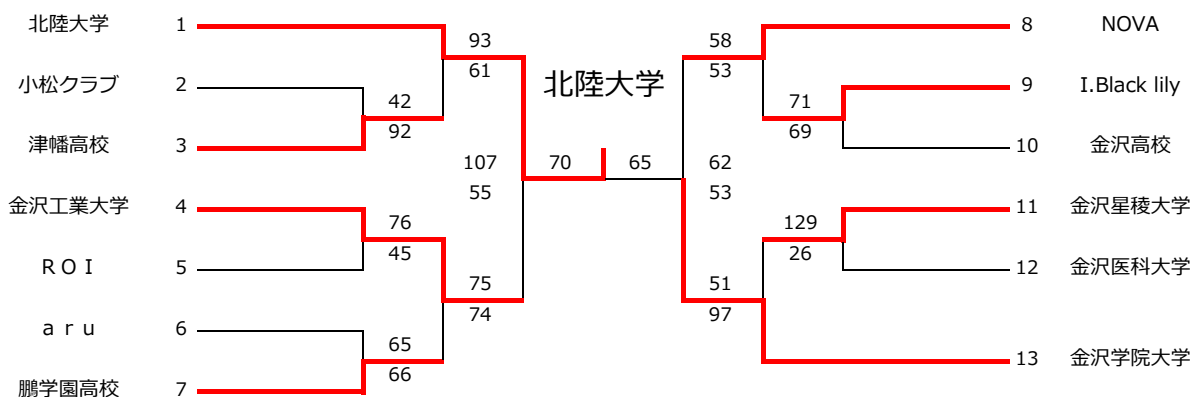 北陸大学 1 93 58 8 NOVA
61 53
小松クラブ 2 42 北陸大学 71 9 I.Black lily
92 69
津幡高校 3 10 金沢高校
107 70 65 62
55 53
金沢工業大学 4 76 129 11 金沢星稜大学
45 26
ＲＯＩ 5 12 金沢医科大学
75 51
74 97
ａｒｕ 6 65
66 13 金沢学院大学
鵬学園高校 7